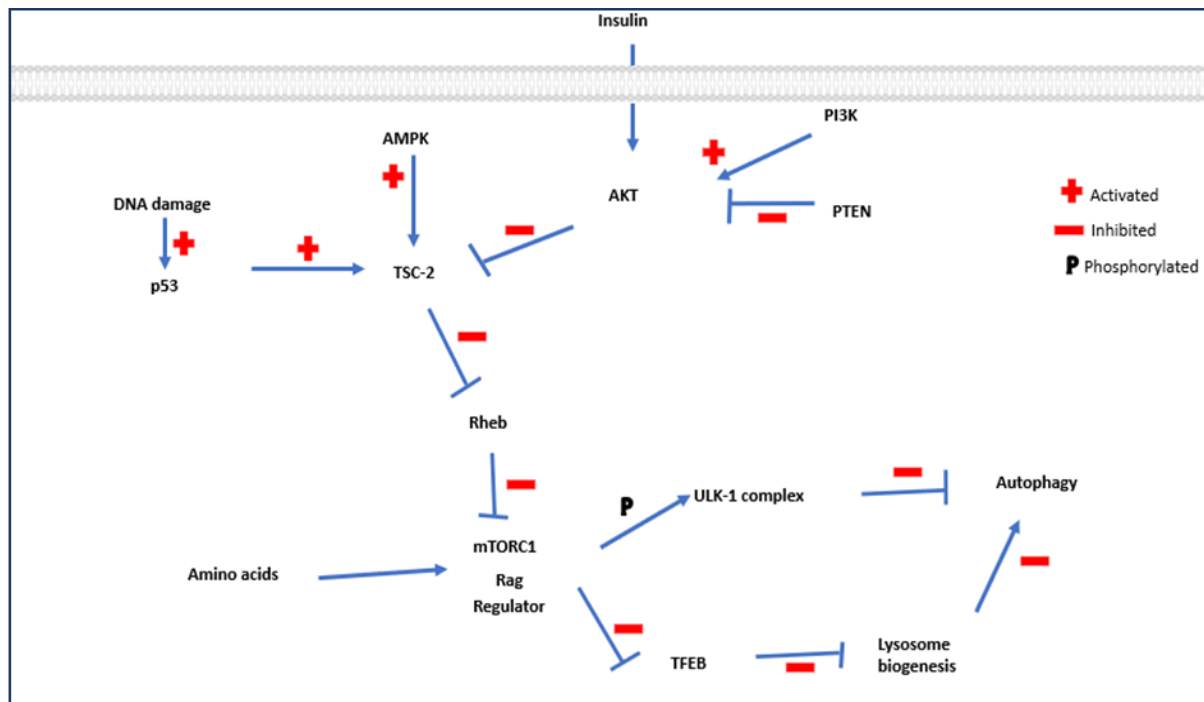 Insulin
PI3K
AMPK
DNA damage
AKT
PTEN
Activated
Inhibited
P Phosphorylated
p53
TSC-2
Rheb
P
ULK-1 complex
Autophagy
mTORC1
Amino acids
Rag
Regulator
TFEB
Lysosome
biogenesis